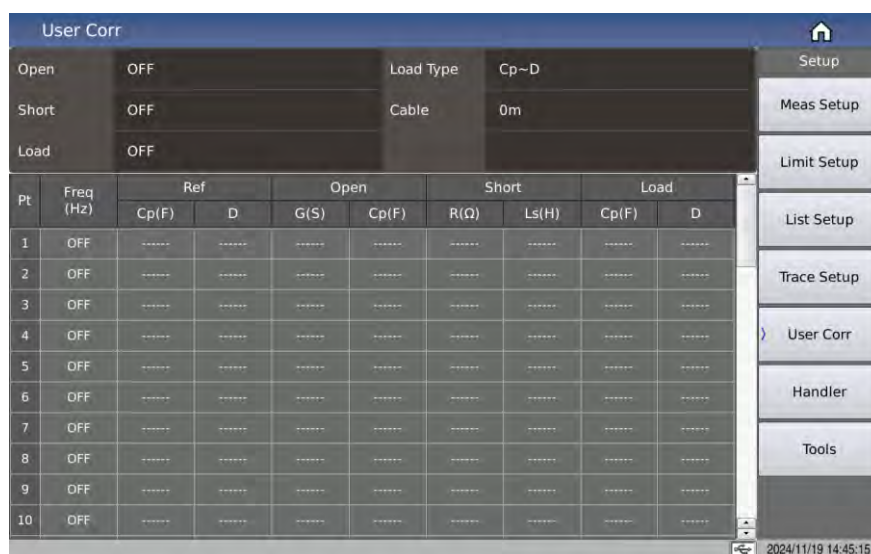 User Corr
Open OFF Load Type Cp~D
Short OFF Cable 0m
Load OFF
Pt Freq (Hz) Ref Open Short Load
Cp(F) D G(S) Cp(F) R(Ω) Ls(H) Cp(F) D
1 OFF ------ ------ ------ ------ ------ ------ ------ ------
2 OFF ------ ------ ------ ------ ------ ------ ------ ------
3 OFF ------ ------ ------ ------ ------ ------ ------ ------
4 OFF ------ ------ ------ ------ ------ ------ ------ ------
5 OFF ------ ------ ------ ------ ------ ------ ------ ------
6 OFF ------ ------ ------ ------ ------ ------ ------ ------
7 OFF ------ ------ ------ ------ ------ ------ ------ ------
8 OFF ------ ------ ------ ------ ------ ------ ------ ------
9 OFF ------ ------ ------ ------ ------ ------ ------ ------
10 OFF ------ ------ ------ ------ ------ ------ ------ ------
Setup
Meas Setup
Limit Setup
List Setup
Trace Setup
User Corr
Handler
Tools
2024/11/19 14:45:15